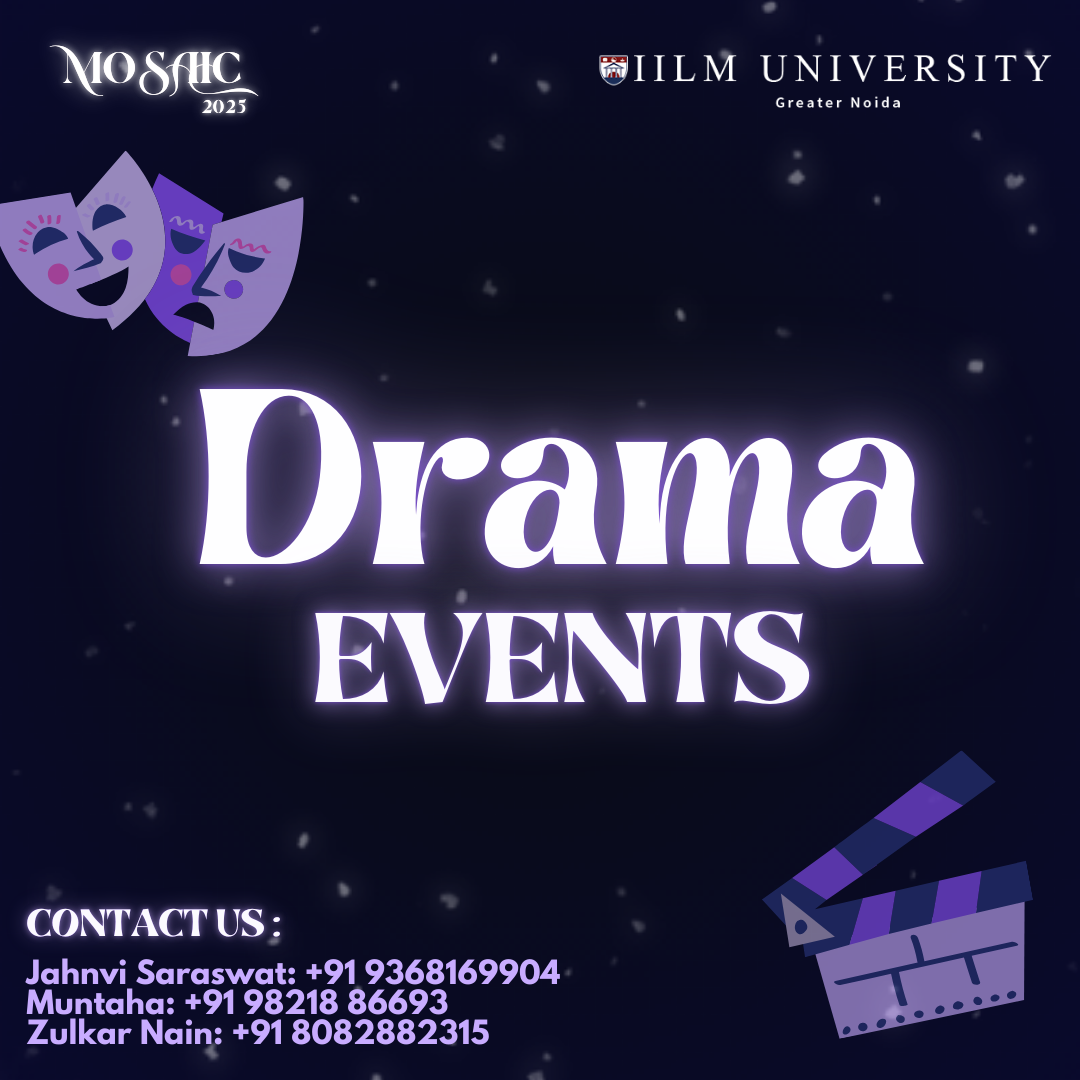 MOSAIC
2025
IILM UNIVERSITY
Greater Noida
Drama
EVENTS
CONTACT US :
Jahnvi Saraswat: +91 9368169904
Muntaha: +91 98218 86693
Zulkar Nain: +91 8082882315